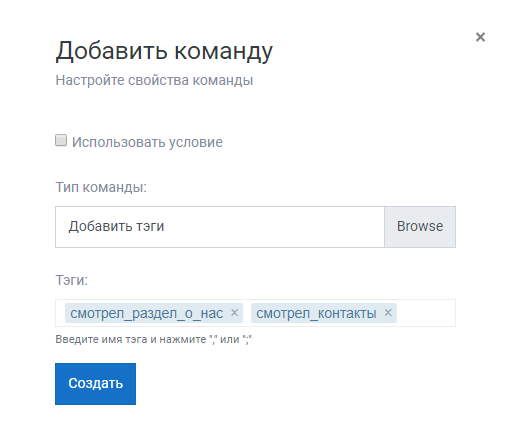 Добавить команду
×
Настройте свойства команды
Использовать условие
Тип команды:
Добавить тэги Browse
Тэги:
смотрел_раздел_о_нас × смотрел_контакты ×
Введите имя тэга и нажмите "," или ";"
Создать